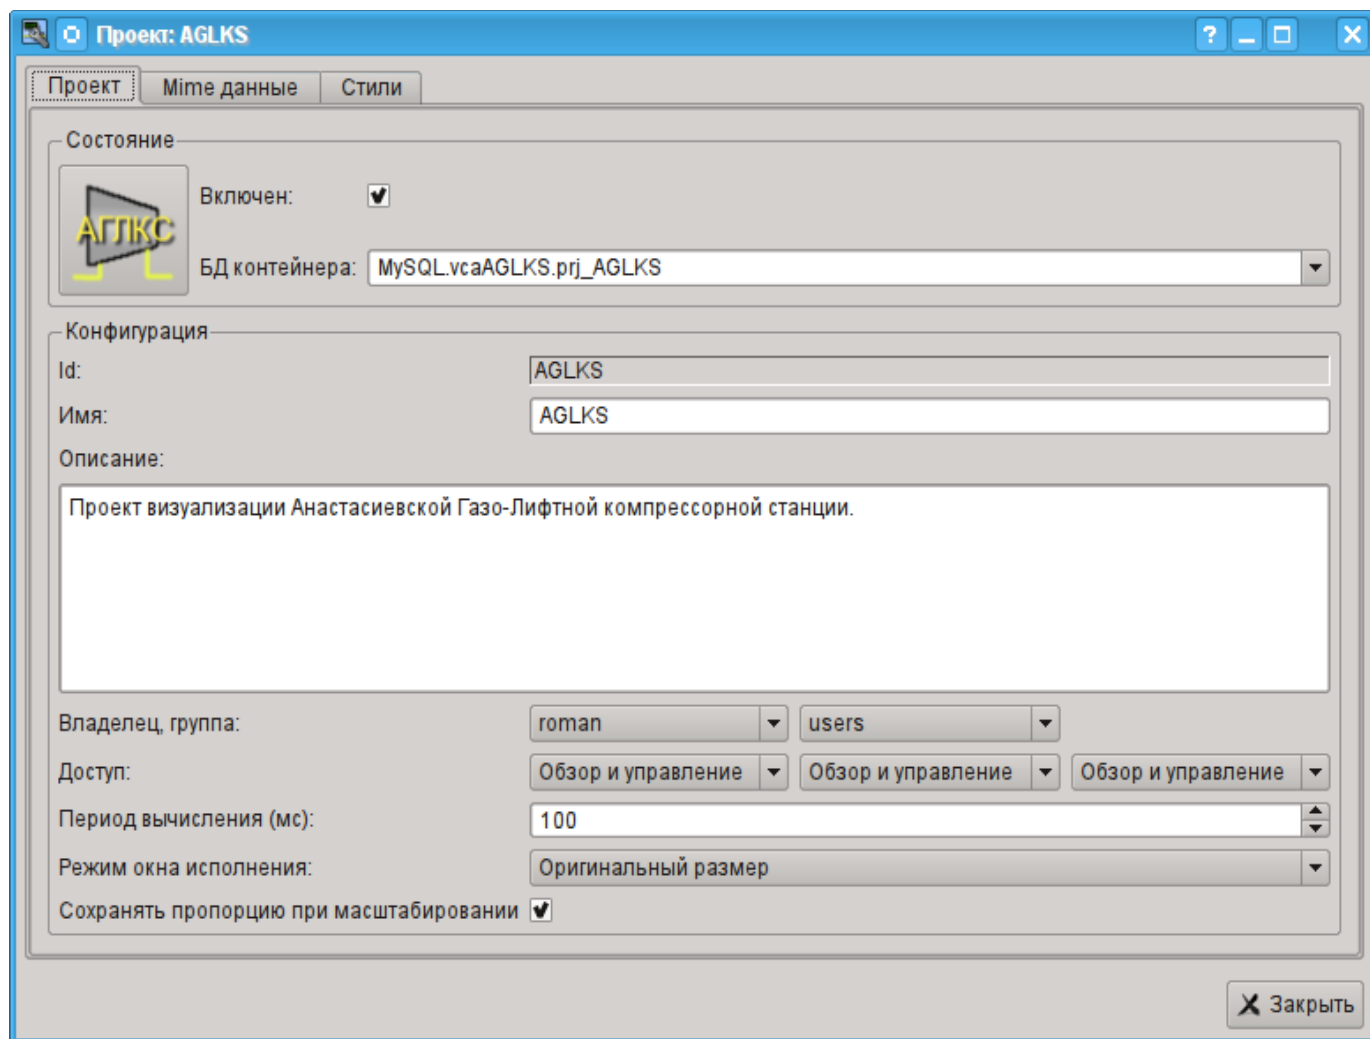 Проект: AGLKS
Проект Mime данные Стили
Состояние
АГЛКС
Включен:
БД контейнера: MySQL.vcaAGLKS.prj_AGLKS
Конфигурация
Id: AGLKS
Имя: AGLKS
Описание:
Проект визуализации Анастасиевской Газо-Лифтной компрессорной станции.
Владелец, группа: roman users
Доступ: Обзор и управление Обзор и управление Обзор и управление
Период вычисления (мс): 100
Режим окна исполнения: Оригинальный размер
Сохранять пропорцию при масштабировании
Закрыть